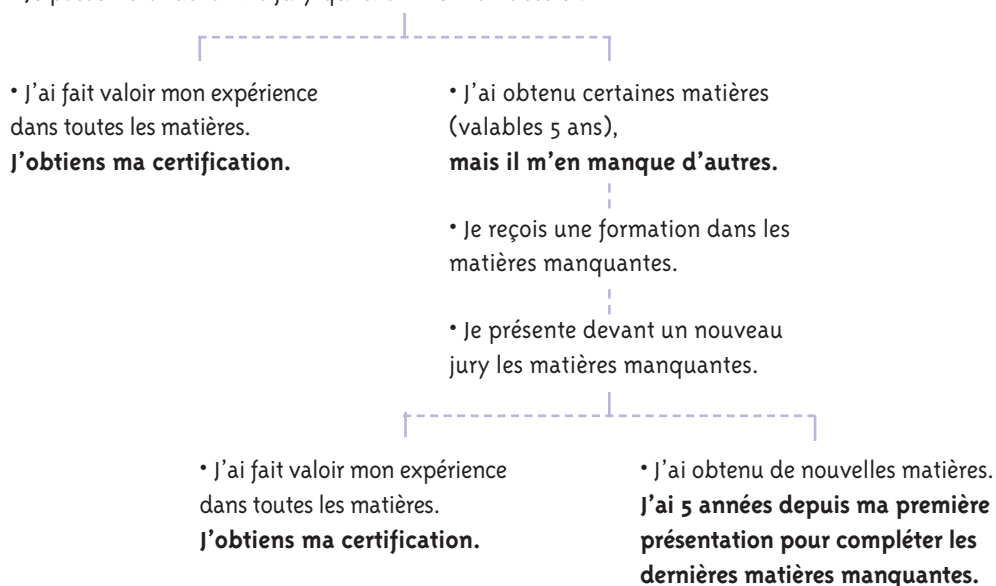 • J'ai fait valoir mon expérience
dans toutes les matières.
J'obtiens ma certification.
• J'ai obtenu certaines matières
(valables 5 ans),
mais il m'en manque d'autres.
• Je reçois une formation dans les
matières manquantes.
• Je présente devant un nouveau
jury les matières manquantes.
• J'ai fait valoir mon expérience
dans toutes les matières.
J'obtiens ma certification.
• J'ai obtenu de nouvelles matières.
J'ai 5 années depuis ma première
présentation pour compléter les
dernières matières manquantes.